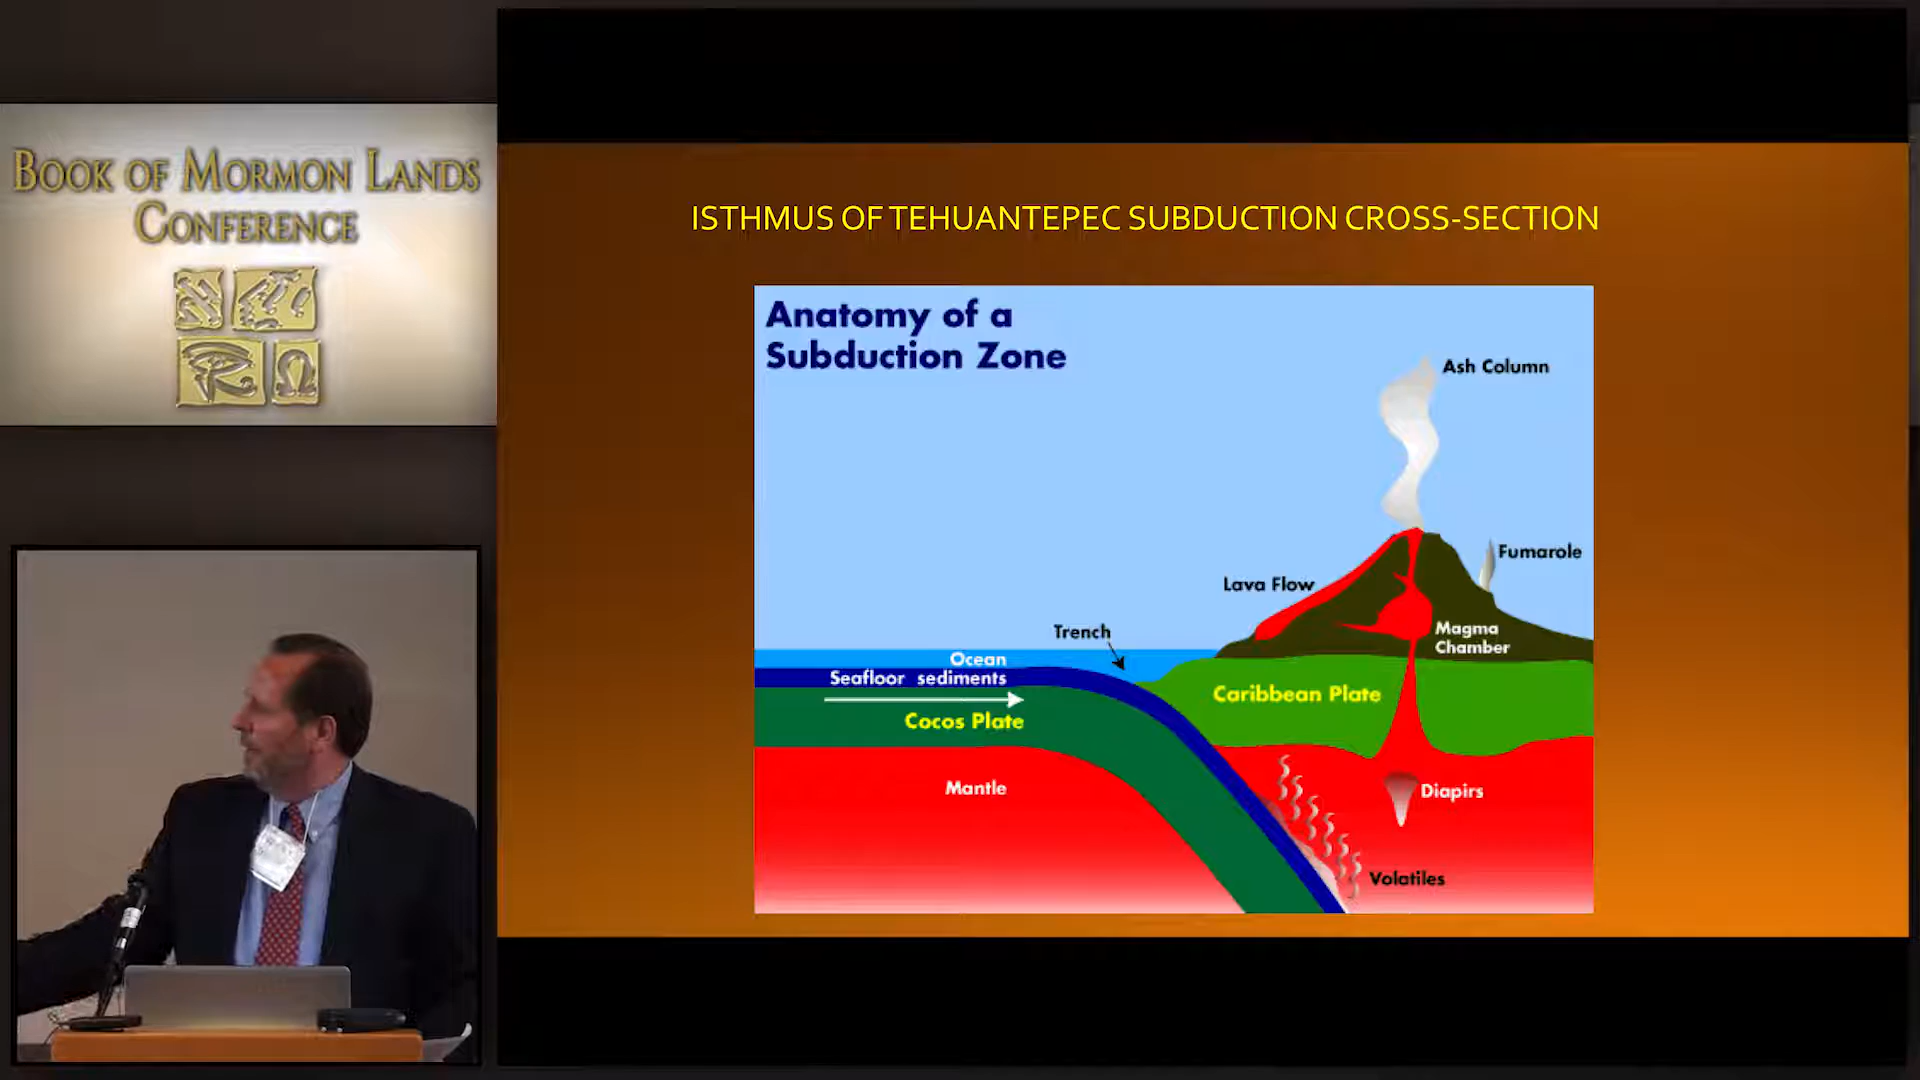 BOOK OF MORMON LANDS
CONFERENCE
ISTHMUS OF TEHUANTEPEC SUBDUCTION CROSS-SECTION
Anatomy of a
Subduction Zone
Ash Column
Fumarole
Lava Flow
Trench
Magma
Chamber
Ocean
Seafloor sediments
Caribbean Plate
Cocos Plate
Mantle
Diapirs
Volatiles